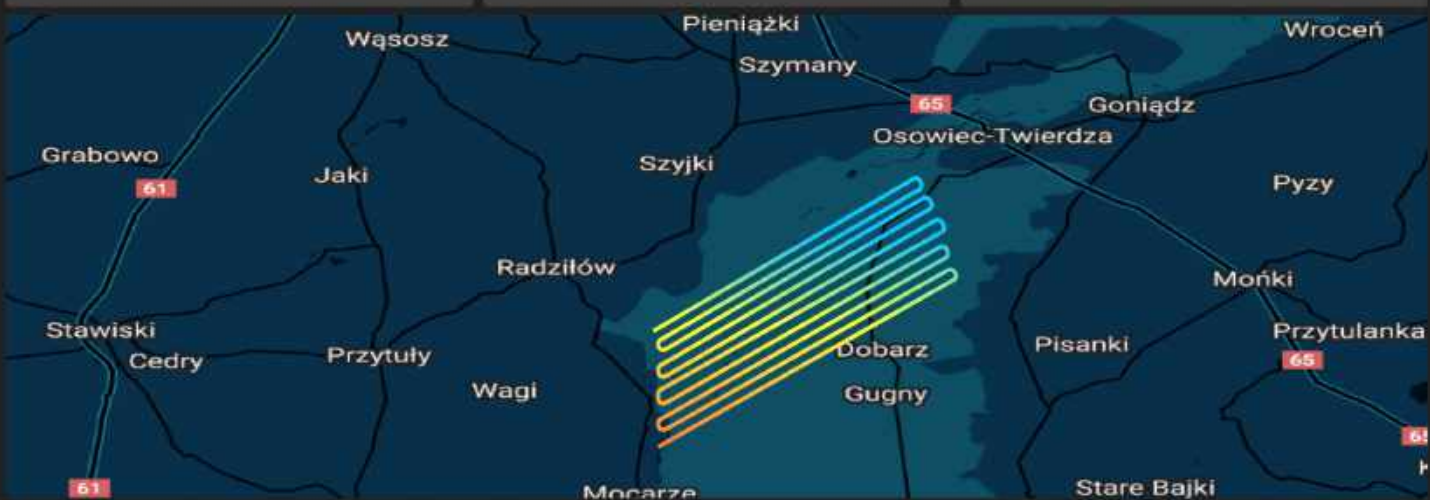 Pieniążki
Wroceń
Wąsosz
Szymany
65
Goniądz
Osowiec-Twierdza
Grabowo
Szyjki
Jaki
61
Pyzy
Radziłów
Mońki
Stawiski
Przytulanka
Cedry
Przytuły
Dobarz
Pisanki
65
Wagi
Gugny
61
Mocarze
Stare Bajki